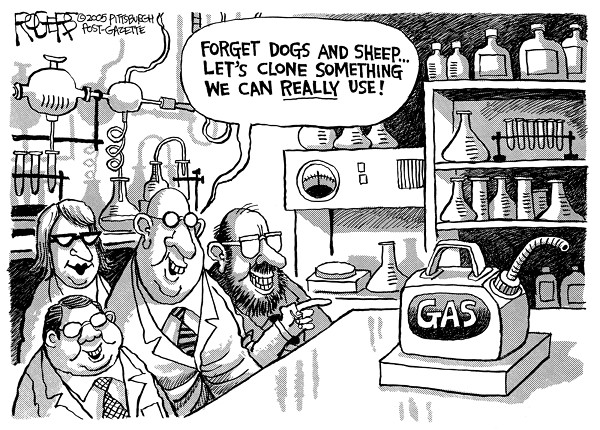 ROGERS ©2005 PITTSBURGH
POST-GAZETTE
FORGET DOGS AND SHEEP...
LET'S CLONE SOMETHING
WE CAN REALLY USE!
GAS